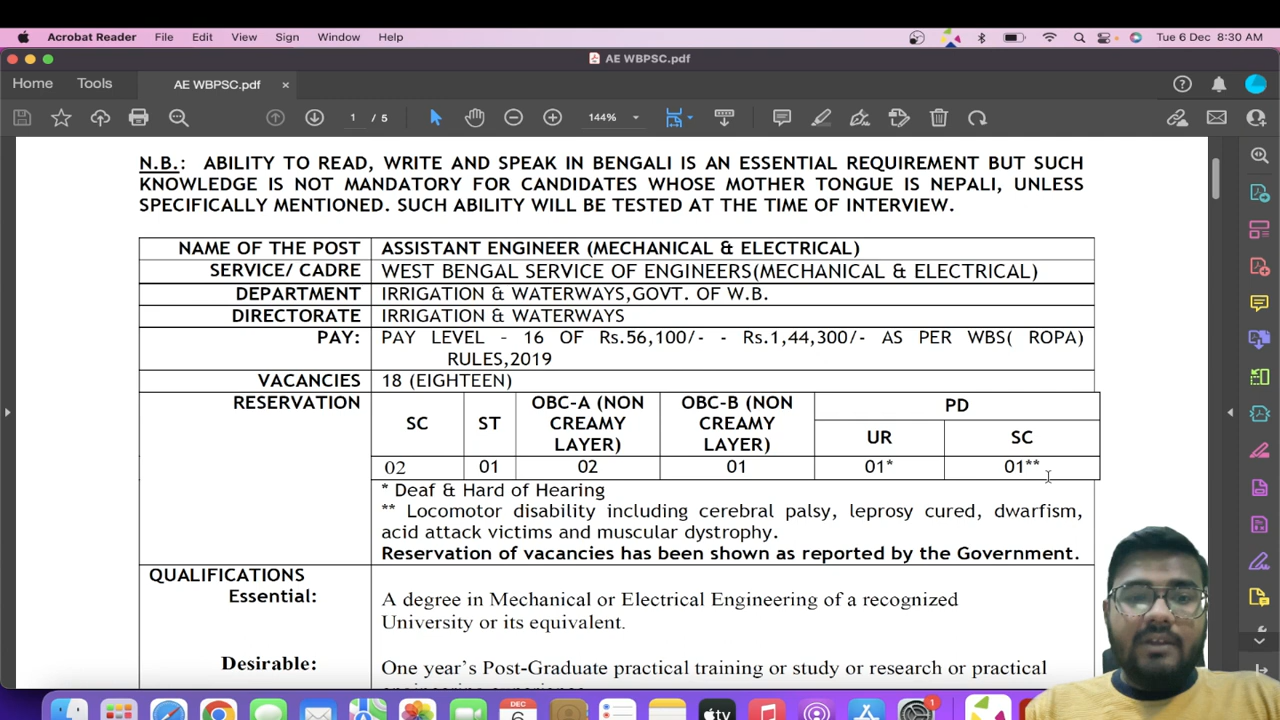 Acrobat Reader File Edit View Sign Window Help Tue 6 Dec 8:30 AM
AE WBPSC.pdf
Home Tools AE WBPSC.pdf ×
1 / 5 144%
N.B.: ABILITY TO READ, WRITE AND SPEAK IN BENGALI IS AN ESSENTIAL REQUIREMENT BUT SUCH
KNOWLEDGE IS NOT MANDATORY FOR CANDIDATES WHOSE MOTHER TONGUE IS NEPALI, UNLESS
SPECIFICALLY MENTIONED. SUCH ABILITY WILL BE TESTED AT THE TIME OF INTERVIEW.
NAME OF THE POST ASSISTANT ENGINEER (MECHANICAL & ELECTRICAL)
SERVICE/ CADRE WEST BENGAL SERVICE OF ENGINEERS(MECHANICAL & ELECTRICAL)
DEPARTMENT IRRIGATION & WATERWAYS,GOVT. OF W.B.
DIRECTORATE IRRIGATION & WATERWAYS
PAY: PAY LEVEL - 16 OF Rs.56,100/- - Rs.1,44,300/- AS PER WBS( ROPA)
RULES,2019
VACANCIES 18 (EIGHTEEN)
RESERVATION
SC ST OBC-A (NON CREAMY LAYER) OBC-B (NON CREAMY LAYER) PD
UR SC
02 01 02 01 01* 01**
* Deaf & Hard of Hearing
** Locomotor disability including cerebral palsy, leprosy cured, dwarfism,
acid attack victims and muscular dystrophy.
Reservation of vacancies has been shown as reported by the Government.
QUALIFICATIONS
Essential: A degree in Mechanical or Electrical Engineering of a recognized
University or its equivalent.
Desirable: One year's Post-Graduate practical training or study or research or practical
DEC
6
tv
1